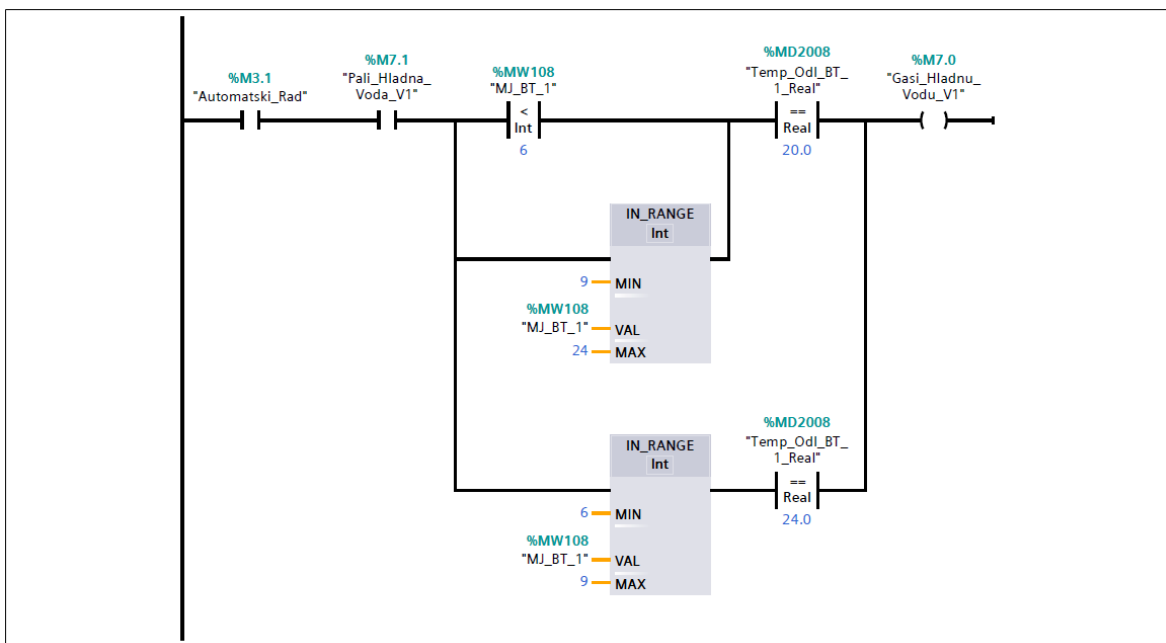 %M3.1
"Automatski_Rad"
%M7.1
"Pali_Hladna_
Voda_V1"
%MW108
"MJ_BT_1"
<
Int
6
%MD2008
"Temp_Odl_BT_
1_Real"
==
Real
20.0
%M7.0
"Gasi_Hladnu_
Vodu_V1"
IN_RANGE
Int
9
MIN
%MW108
"MJ_BT_1"
VAL
24
MAX
IN_RANGE
Int
6
MIN
%MW108
"MJ_BT_1"
VAL
9
MAX
%MD2008
"Temp_Odl_BT_
1_Real"
==
Real
24.0